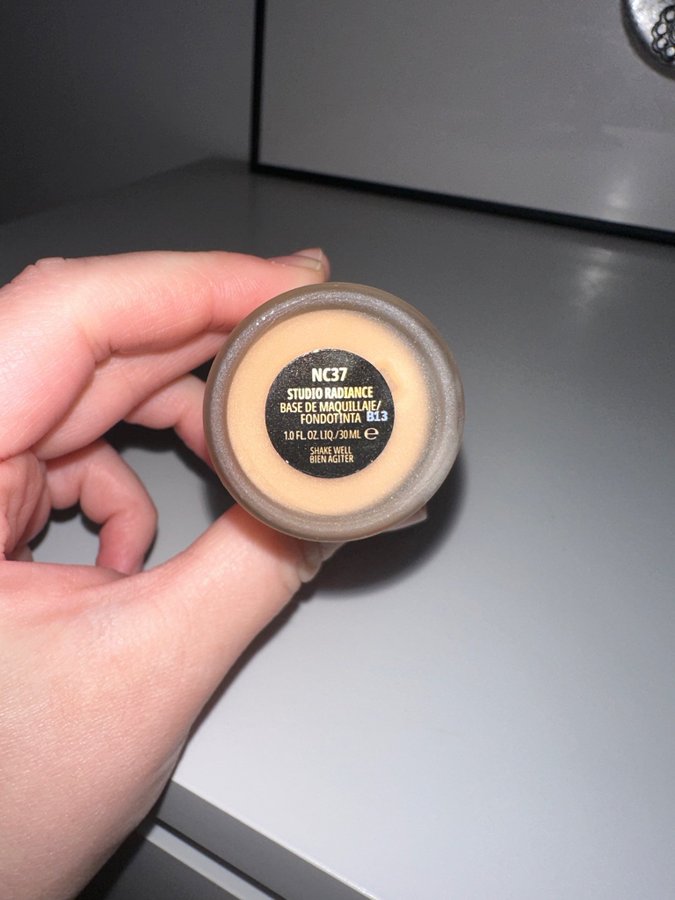 NC37
STUDIO RADIANCE
BASE DE MAQUILLAJE/
FONDOTINTA B13
1.0 FL. OZ. LIQ./30 ML ℮
SHAKE WELL
BIEN AGITER